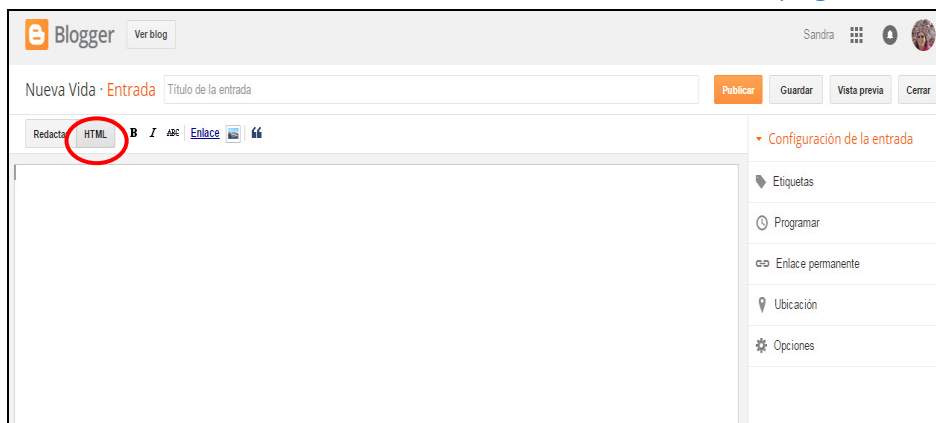 Blogger Ver blog Sandra
Nueva Vida · Entrada Título de la entrada Publicar Guardar Vista previa Cerrar
Redacta HTML B I ABC Enlace
Configuración de la entrada
Etiquetas
Programar
Enlace permanente
Ubicación
Opciones